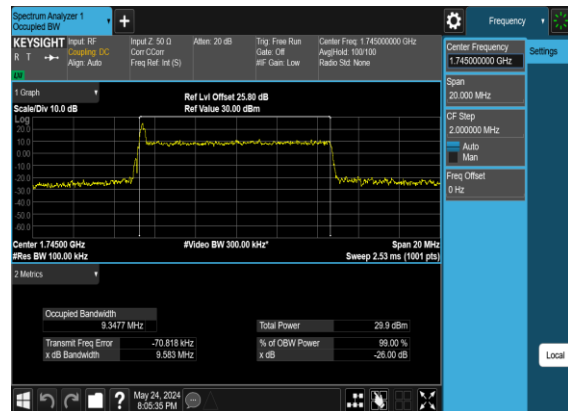 Spectrum Analyzer 1
Occupied BW
Frequency
KEYSIGHT
R T
LW
Input: RF
Coupling: DC
Align: Auto
Input Z: 50 Ω
Corr CCorr
Freq Ref: Int (S)
Atten: 20 dB
Trig: Free Run
Gate: Off
#IF Gain: Low
Center Freq: 1.745000000 GHz
Avg|Hold: 100/100
Radio Std: None
Center Frequency
1.745000000 GHz
Settings
Span
20.000 MHz
CF Step
2.000000 MHz
Auto
Man
Freq Offset
0 Hz
Local
1 Graph
Scale/Div 10.0 dB
Ref Lvl Offset 25.80 dB
Ref Value 30.00 dBm
Log
20.0
10.0
0.00
-10.0
-20.0
-30.0
-40.0
-50.0
-60.0
Center 1.74500 GHz
#Video BW 300.00 kHz*
Span 20 MHz
#Res BW 100.00 kHz
Sweep 2.53 ms (1001 pts)
2 Metrics
Occupied Bandwidth
9.3477 MHz
Total Power 29.9 dBm
Transmit Freq Error -70.818 kHz
% of OBW Power 99.00 %
x dB Bandwidth 9.583 MHz
x dB -26.00 dB
May 24, 2024
8:05:35 PM